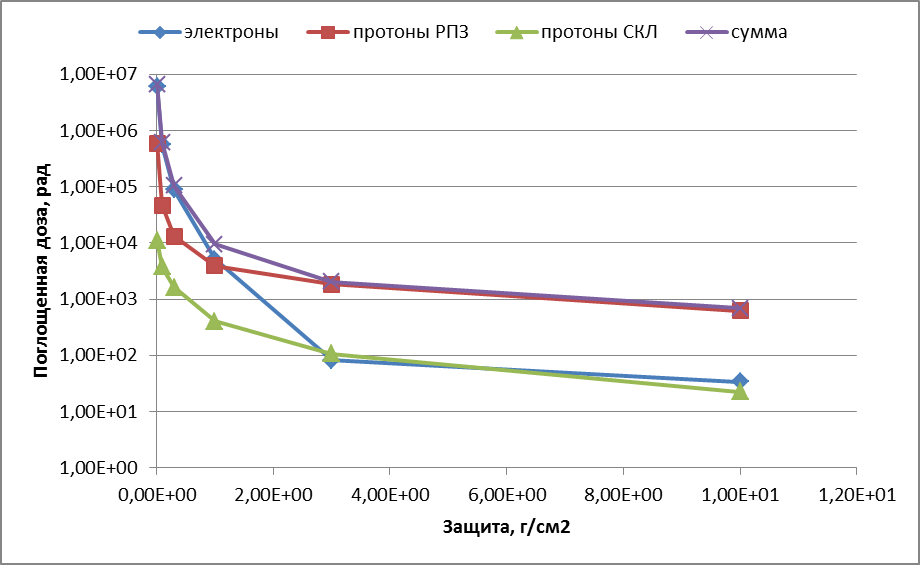 электроны протоны РПЗ протоны СКЛ сумма
1,00E+07
1,00E+06
1,00E+05
1,00E+04
1,00E+03
1,00E+02
1,00E+01
1,00E+00
Поглощенная доза, рад
0,00E+00 2,00E+00 4,00E+00 6,00E+00 8,00E+00 1,00E+01 1,20E+01
Защита, г/см2